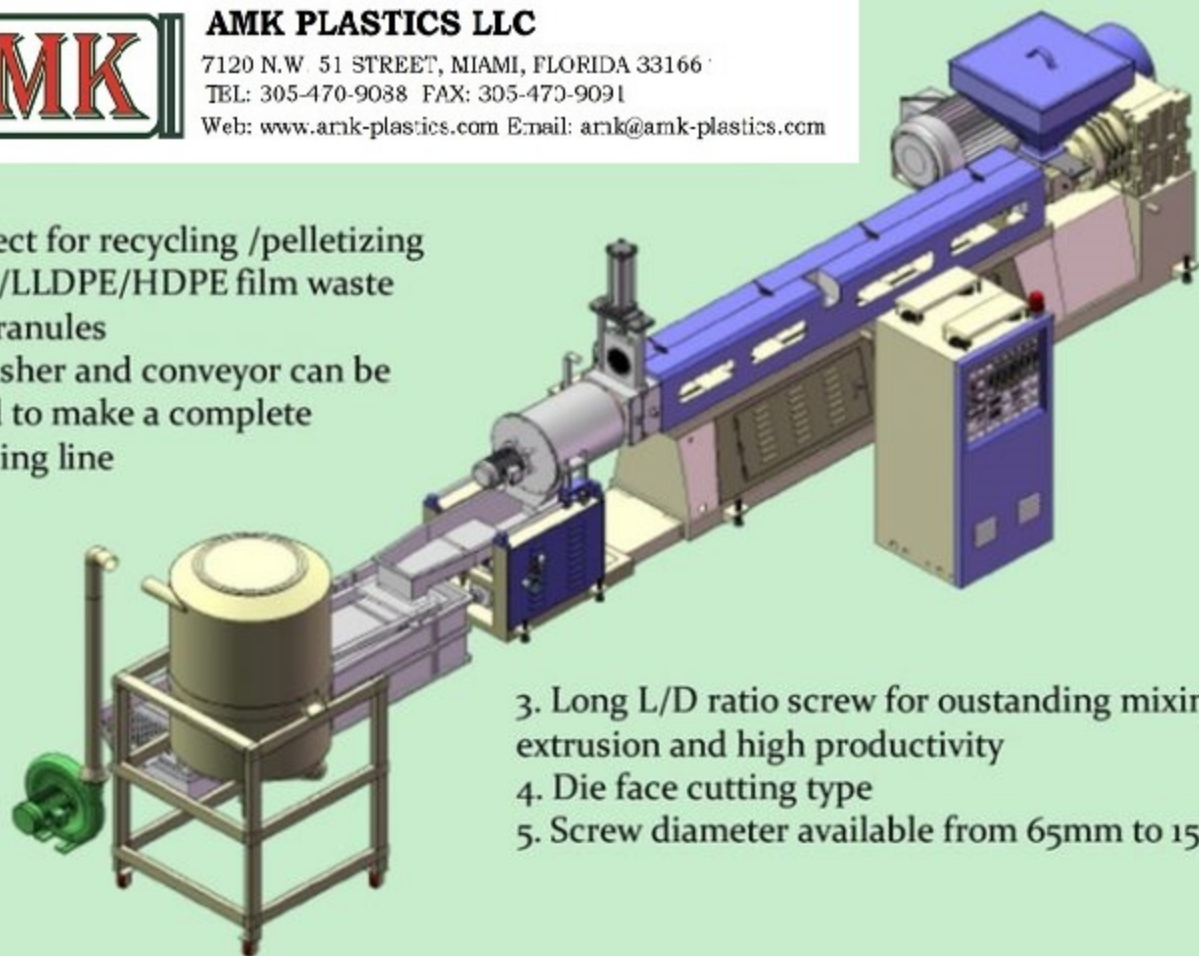 AMK
AMK PLASTICS LLC
7120 N.W. 51 STREET, MIAMI, FLORIDA 33166
TEL: 305-470-9088 FAX: 305-470-9091
Web: www.amk-plastics.com Email: amk@amk-plastics.com
ect for recycling /pelletizing
/LLDPE/HDPE film waste
ranules
sher and conveyor can be
l to make a complete
ing line
3. Long L/D ratio screw for oustanding mixin
extrusion and high productivity
4. Die face cutting type
5. Screw diameter available from 65mm to 15